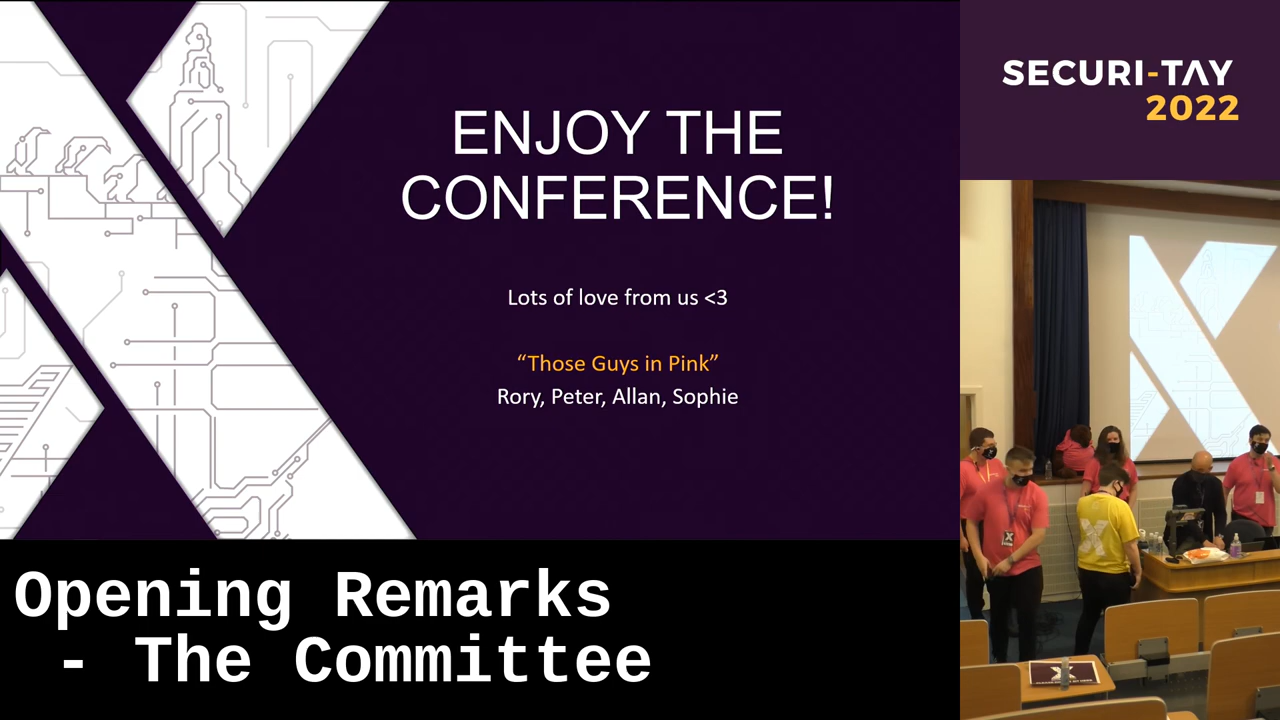 ENJOY THE
CONFERENCE!
Lots of love from us <3
“Those Guys in Pink”
Rory, Peter, Allan, Sophie
SECURI-TAY
2022
Opening Remarks
- The Committee